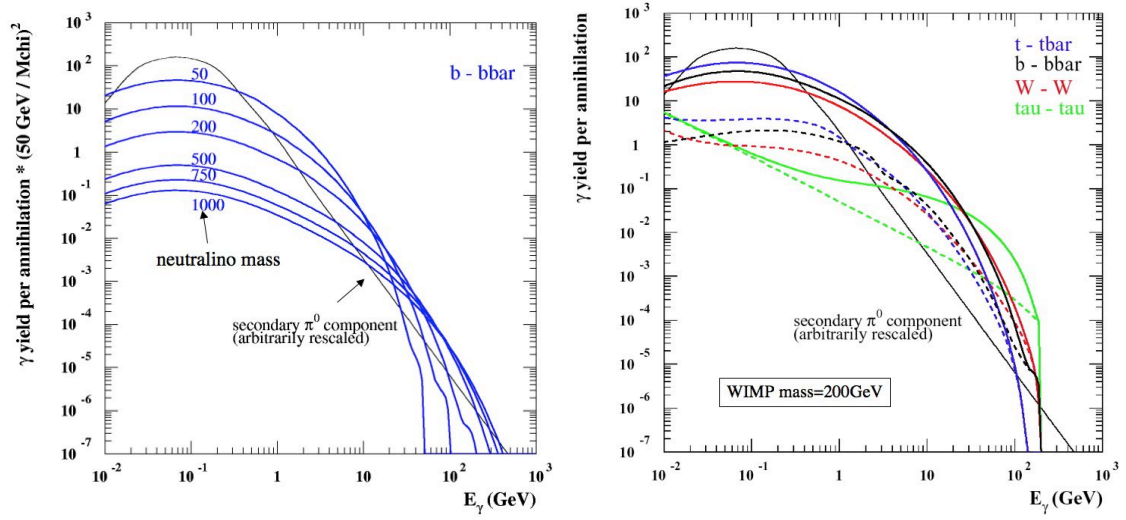 γ yield per annihilation * (50 GeV / Mchi)²
10³
10²
10
1
10⁻¹
10⁻²
10⁻³
10⁻⁴
10⁻⁵
10⁻⁶
10⁻⁷
b - bbar
50
100
200
500
750
1000
neutralino mass
secondary π⁰ component
(arbitrarily rescaled)
10⁻² 10⁻¹ 1 10 10² 10³
E_γ (GeV)
γ yield per annihilation
10⁴
10³
10²
10
1
10⁻¹
10⁻²
10⁻³
10⁻⁴
10⁻⁵
10⁻⁶
10⁻⁷
t - tbar
b - bbar
W - W
tau - tau
secondary π⁰ component
(arbitrarily rescaled)
WIMP mass=200GeV
10⁻² 10⁻¹ 1 10 10² 10³
E_γ (GeV)